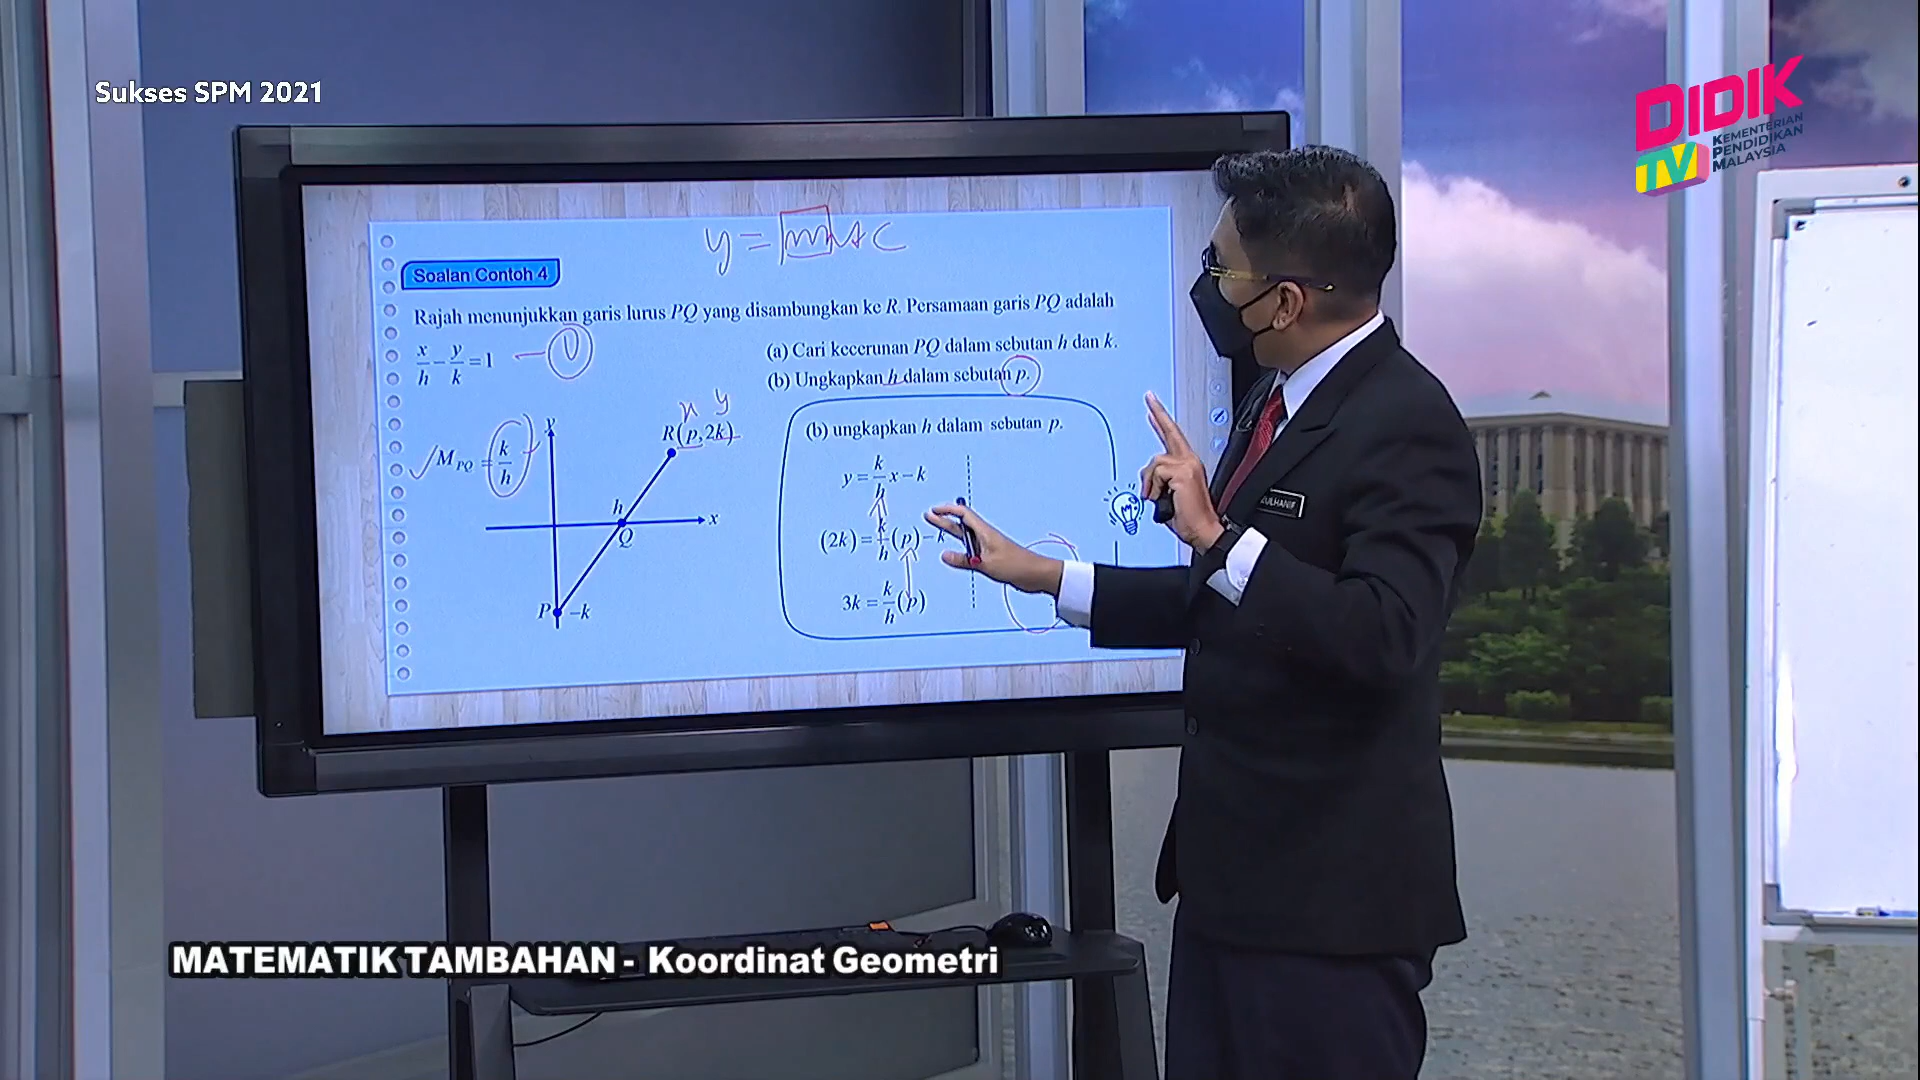 Sukses SPM 2021
DIDIK
TV
KEMENTERIAN
PENDIDIKAN
MALAYSIA
y = mx + c
Soalan Contoh 4
Rajah menunjukkan garis lurus PQ yang disambungkan ke R. Persamaan garis PQ adalah
x/h − y/k = 1 — 1
(a) Cari kecerunan PQ dalam sebutan h dan k.
(b) Ungkapkan h dalam sebutan p.
x y
R(p, 2k)
y
M PQ = k/h
h
x
Q
P −k
(b) ungkapkan h dalam sebutan p.
y = k/h x − k
(2k) = k/h (p) − k
3k = k/h (p)
MATEMATIK TAMBAHAN - Koordinat Geometri